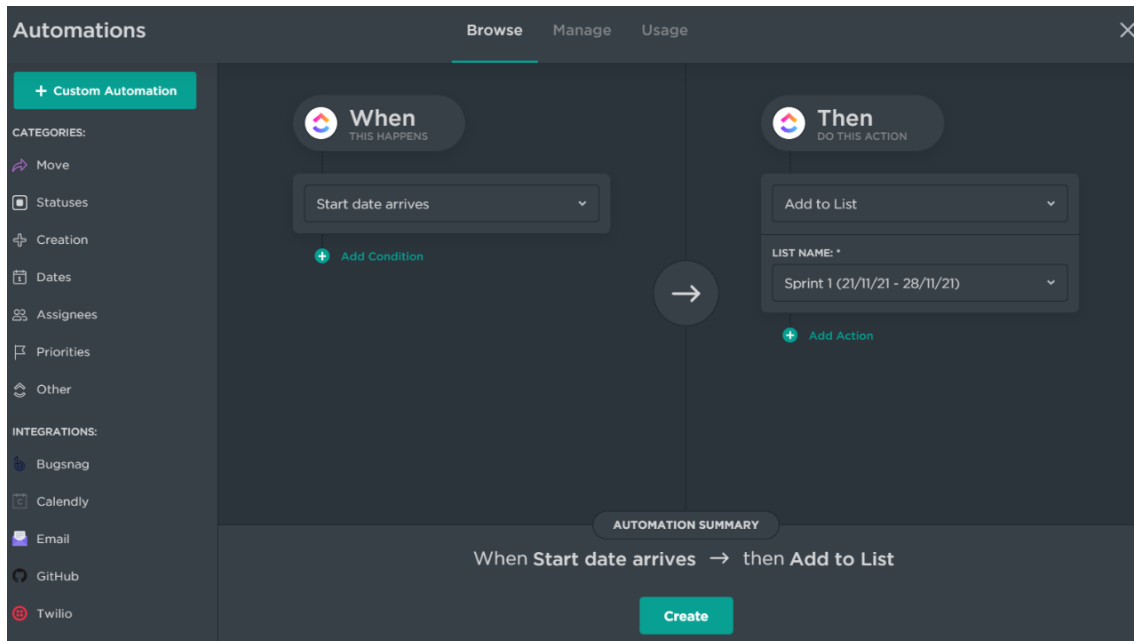 Automations
Browse Manage Usage
+ Custom Automation
CATEGORIES:
Move
Statuses
Creation
Dates
Assignees
Priorities
Other
INTEGRATIONS:
Bugsnag
Calendly
Email
GitHub
Twilio
When
THIS HAPPENS
Start date arrives
Add Condition
Then
DO THIS ACTION
Add to List
LIST NAME: *
Sprint 1 (21/11/21 - 28/11/21)
Add Action
AUTOMATION SUMMARY
When Start date arrives → then Add to List
Create